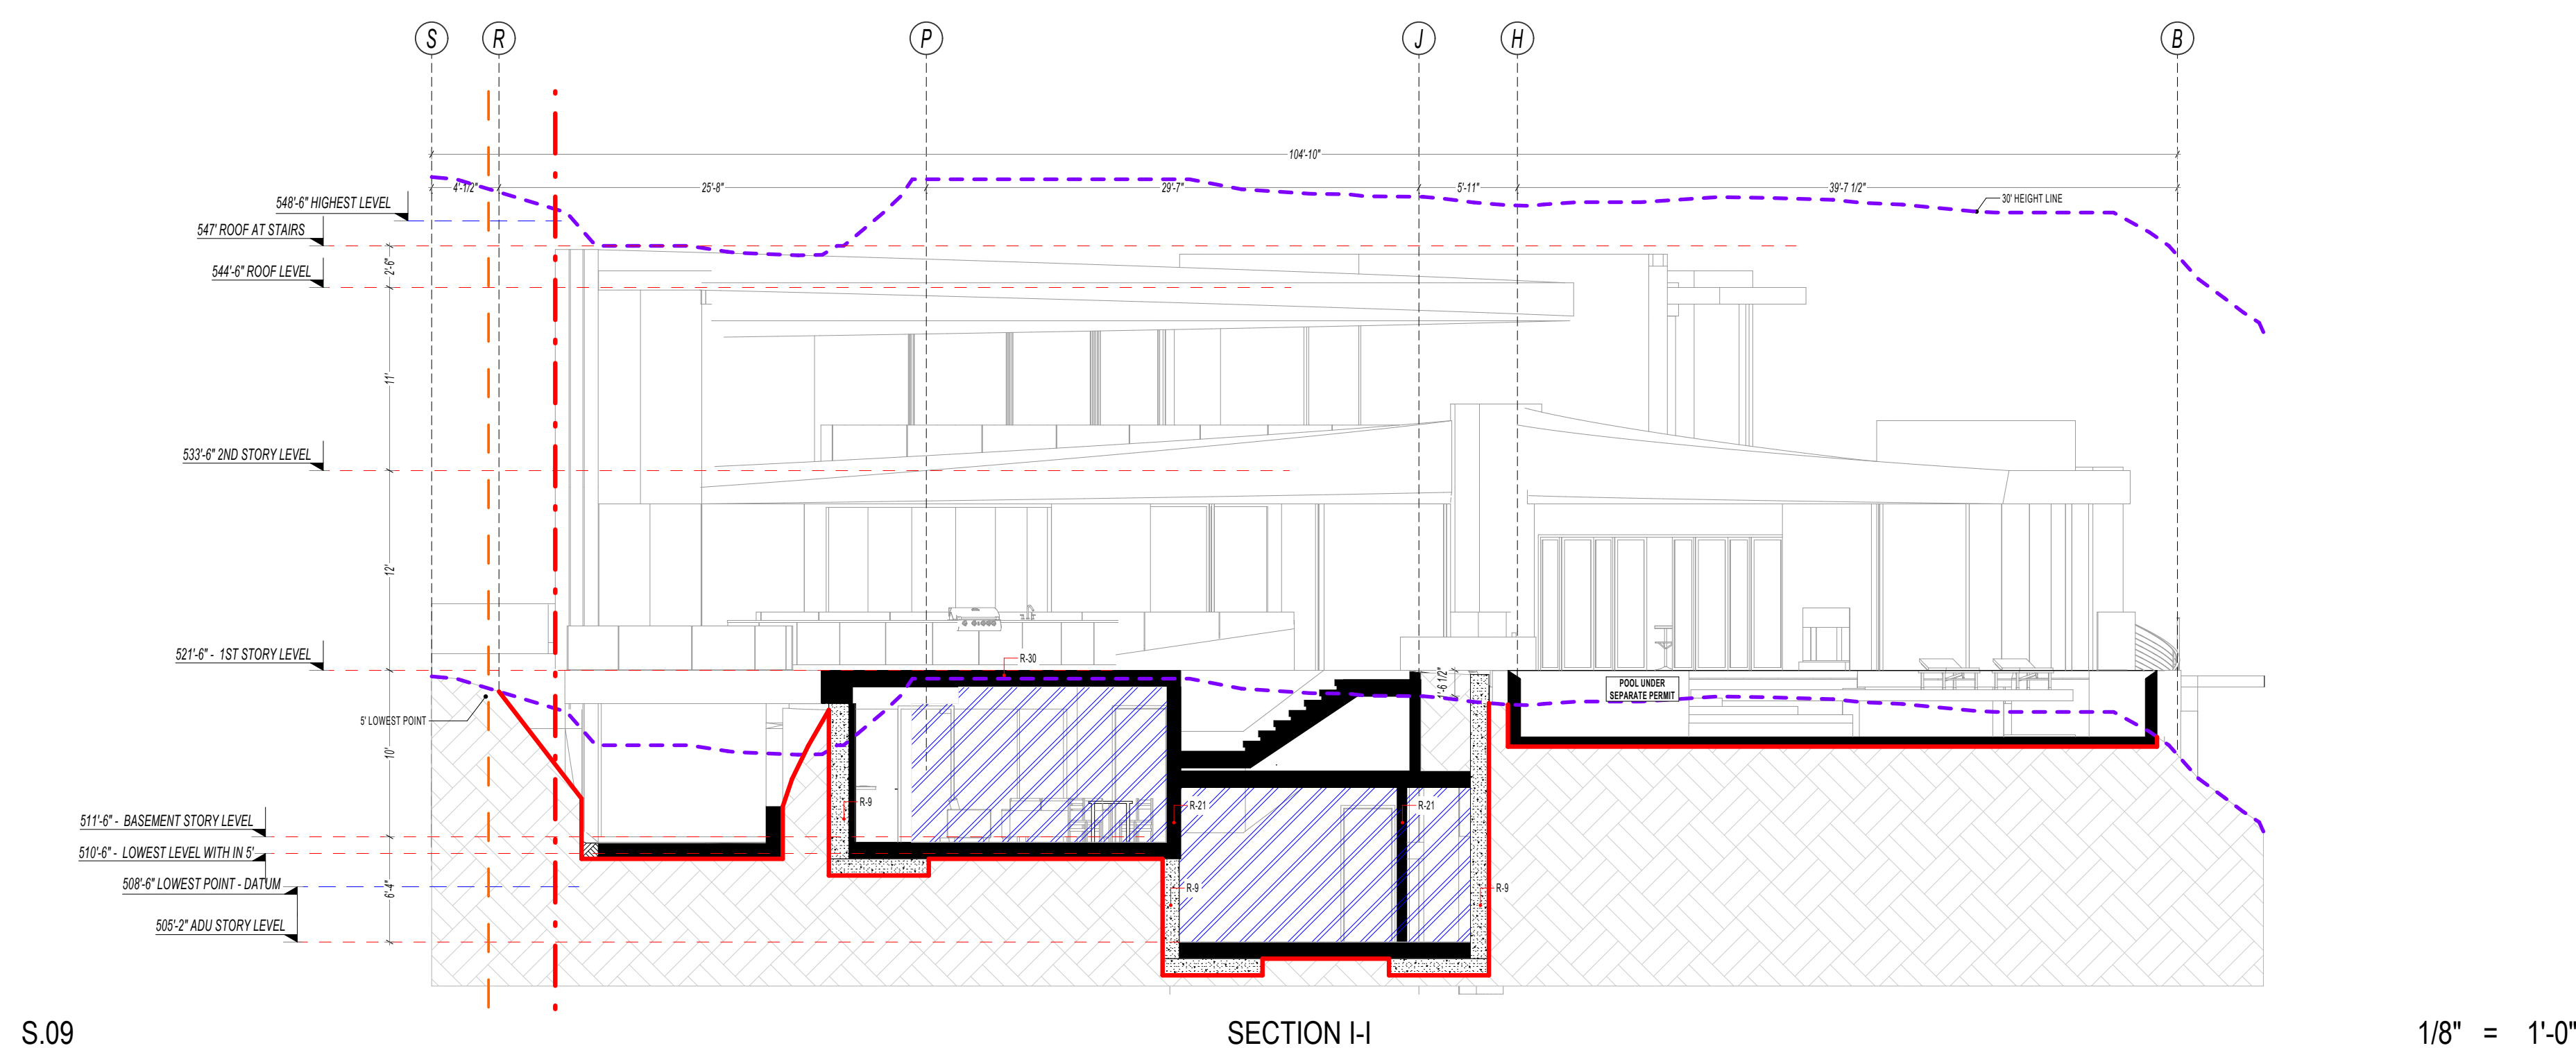 S R P J H B
104'-10"
4'-1/2" 25'-8" 29'-7" 5'-11" 39'-7 1/2"
30' HEIGHT LINE
548'-6" HIGHEST LEVEL
547' ROOF AT STAIRS
2'-6"
544'-6" ROOF LEVEL
11'
533'-6" 2ND STORY LEVEL
12'
521'-6" - 1ST STORY LEVEL
R-30
1'-6 1/2"
POOL UNDER
SEPARATE PERMIT
5' LOWEST POINT
10'
R-9
R-21
R-21
511'-6" - BASEMENT STORY LEVEL
510'-6" - LOWEST LEVEL WITH IN 5'
508'-6" LOWEST POINT - DATUM
6'-4"
R-9
R-9
505'-2" ADU STORY LEVEL
S.09
SECTION I-I
1/8" = 1'-0"